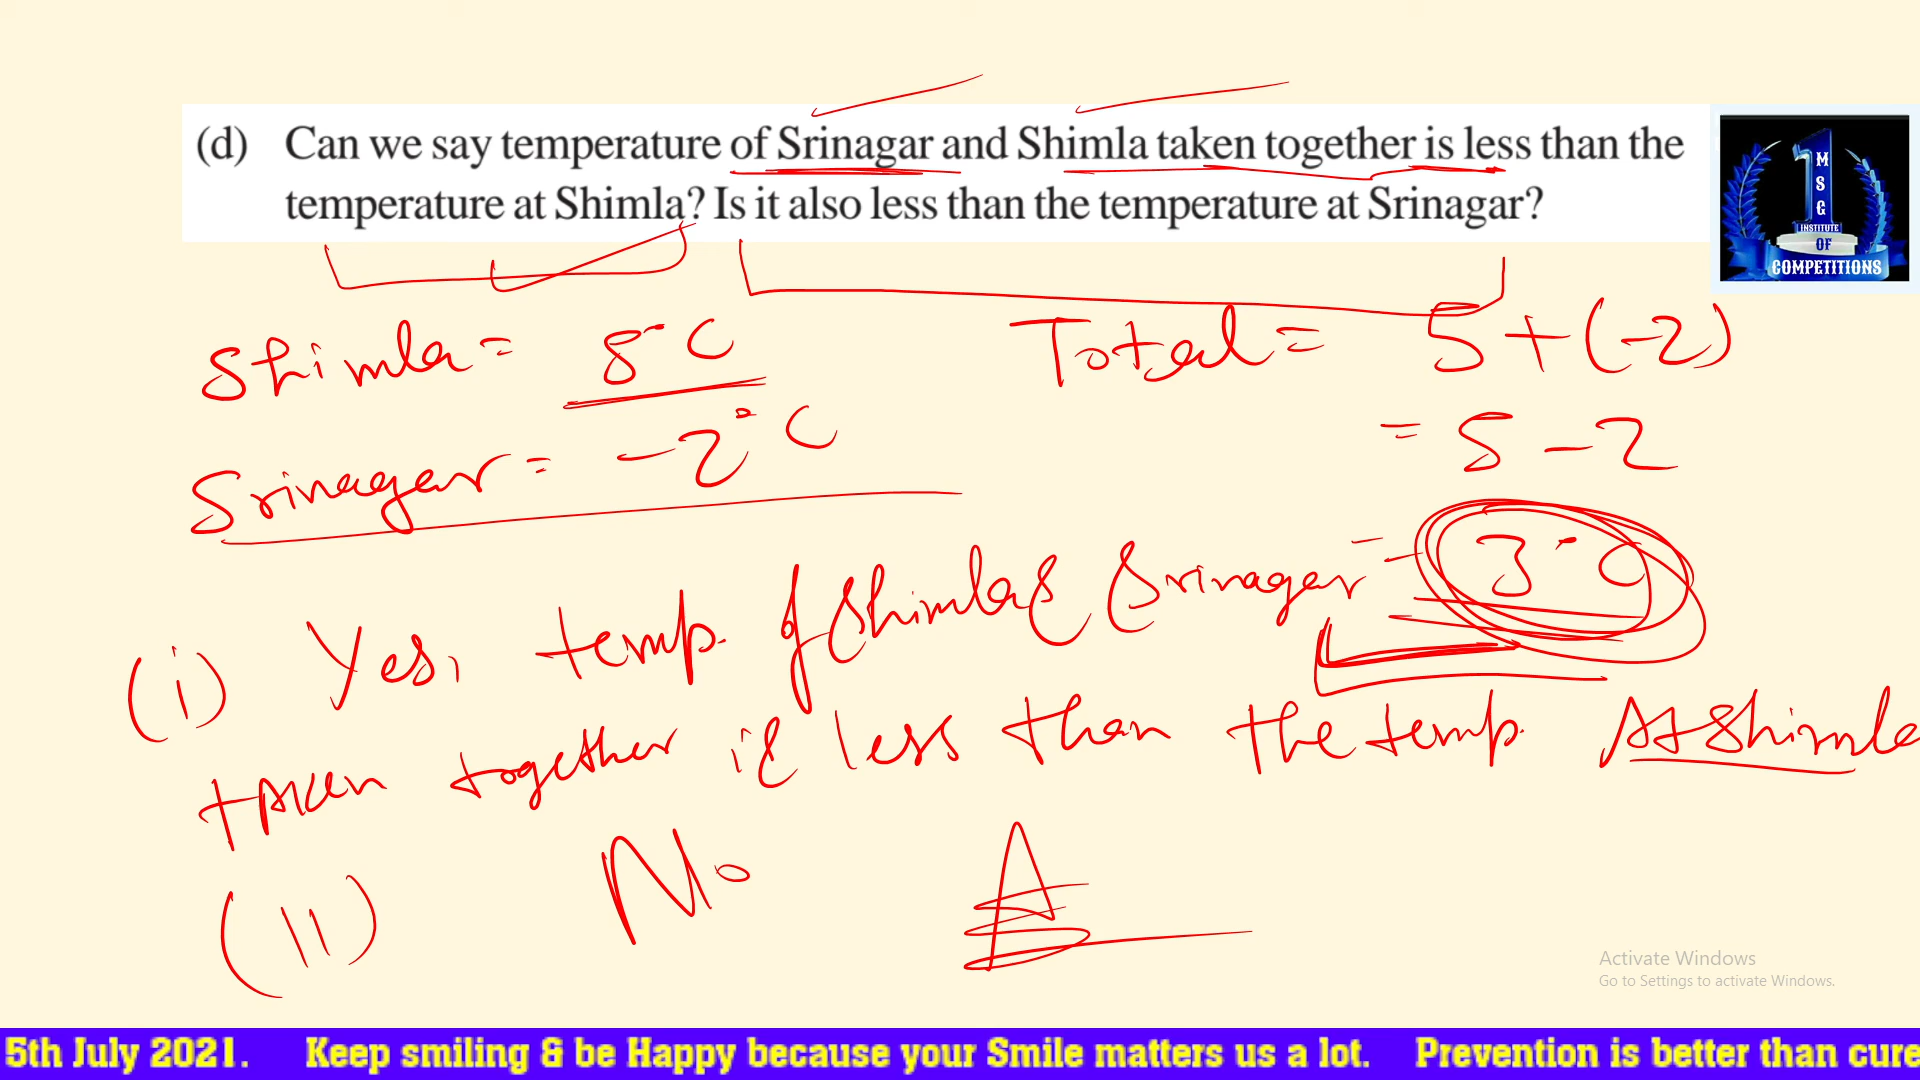 (d) Can we say temperature of Srinagar and Shimla taken together is less than the
temperature at Shimla? Is it also less than the temperature at Srinagar?
1
MSG
INSTITUTE
OF
COMPETITIONS
Shimla = 5°C
Total = 5+(-2)
Srinagar = -2°C
= 5-2
= 3°C
(i) Yes, temp. of Shimla & Srinagar
taken together is less than the temp. At Shimla
(ii) No
Activate Windows
Go to Settings to activate Windows.
5th July 2021. Keep smiling & be Happy because your Smile matters us a lot. Prevention is better than cure